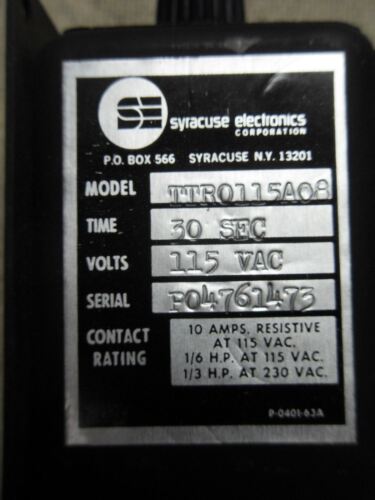 SE
syracuse electronics
CORPORATION
P.O. BOX 566 SYRACUSE N.Y. 13201
MODEL TTR0115A08
TIME 30 SEC
VOLTS 115 VAC
SERIAL P04761473
CONTACT RATING
10 AMPS, RESISTIVE
AT 115 VAC.
1/6 H.P. AT 115 VAC.
1/3 H.P. AT 230 VAC.
P-0401-63A